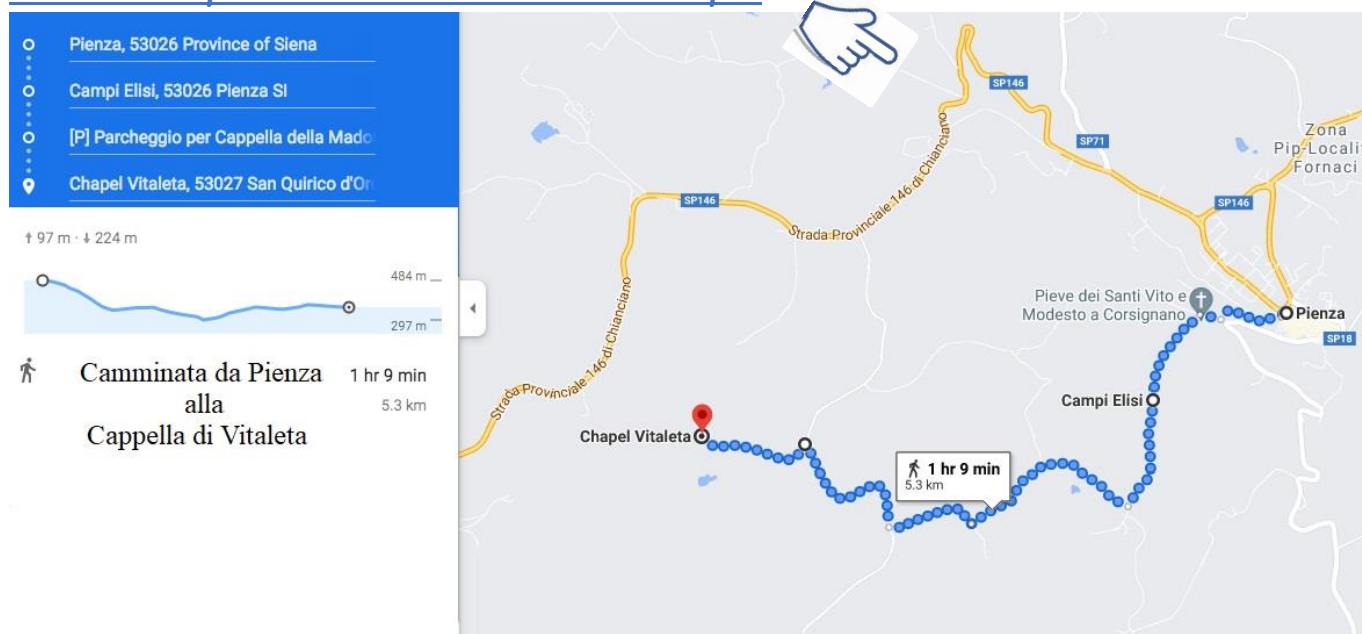 Pienza, 53026 Province of Siena
Campi Elisi, 53026 Pienza SI
[P] Parcheggio per Cappella della Mado
Chapel Vitaleta, 53027 San Quirico d'Or
↑ 97 m · ↓ 224 m
484 m
297 m
Camminata da Pienza
alla
Cappella di Vitaleta
1 hr 9 min
5.3 km
SP146
SP71
Zona
Pip-Localit
Fornaci
SP146
SP146
Strada Provinciale 146 di Chianciano
Strada Provinciale 146 di Chianciano
Pieve dei Santi Vito e
Modesto a Corsignano
Pienza
SP18
Campi Elisi
Chapel Vitaleta
1 hr 9 min
5.3 km